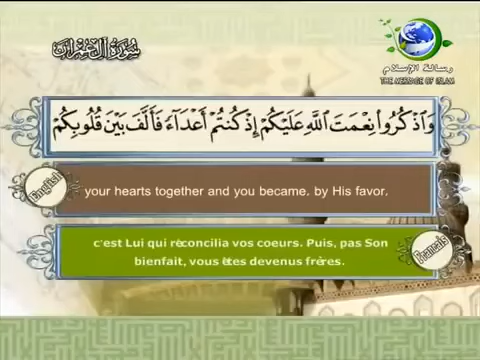 سورة آل عمران
رسالة الإسلام
THE MESSAGE OF ISLAM
وَاذْكُرُوا نِعْمَتَ اللَّهِ عَلَيْكُمْ إِذْ كُنتُمْ أَعْدَاءً فَأَلَّفَ بَيْنَ قُلُوبِكُمْ
English
your hearts together and you became. by His favor.
c'est Lui qui réconcilia vos coeurs. Puis, pas Son
bienfait, vous êtes devenus frères.
Français